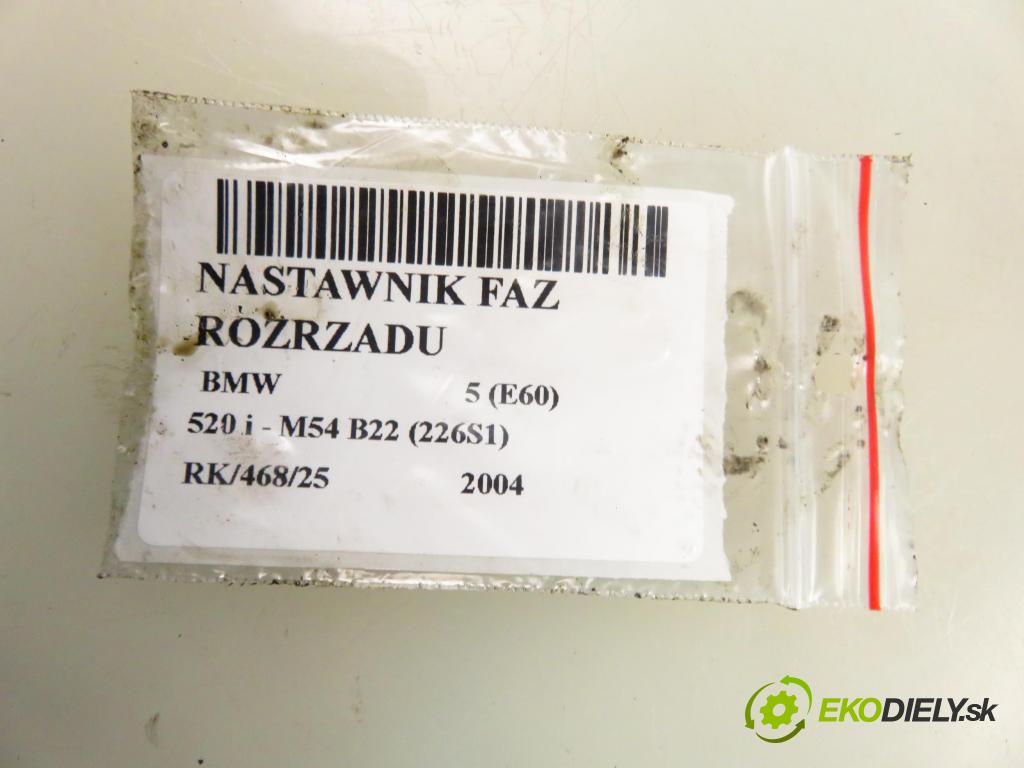 NASTAWNIK FAZ
ROZRZADU
BMW 5 (E60)
520 i - M54 B22 (226S1)
RK/468/25 2004
EKODIELY.sk